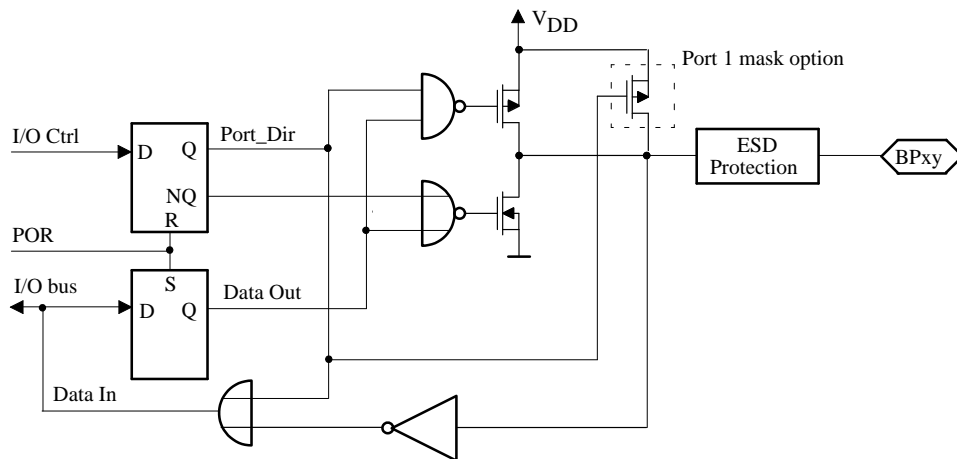 V_DD
Port 1 mask option
I/O Ctrl
D
Q
Port_Dir
NQ
R
ESD
Protection
BPxy
POR
S
I/O bus
D
Q
Data Out
Data In